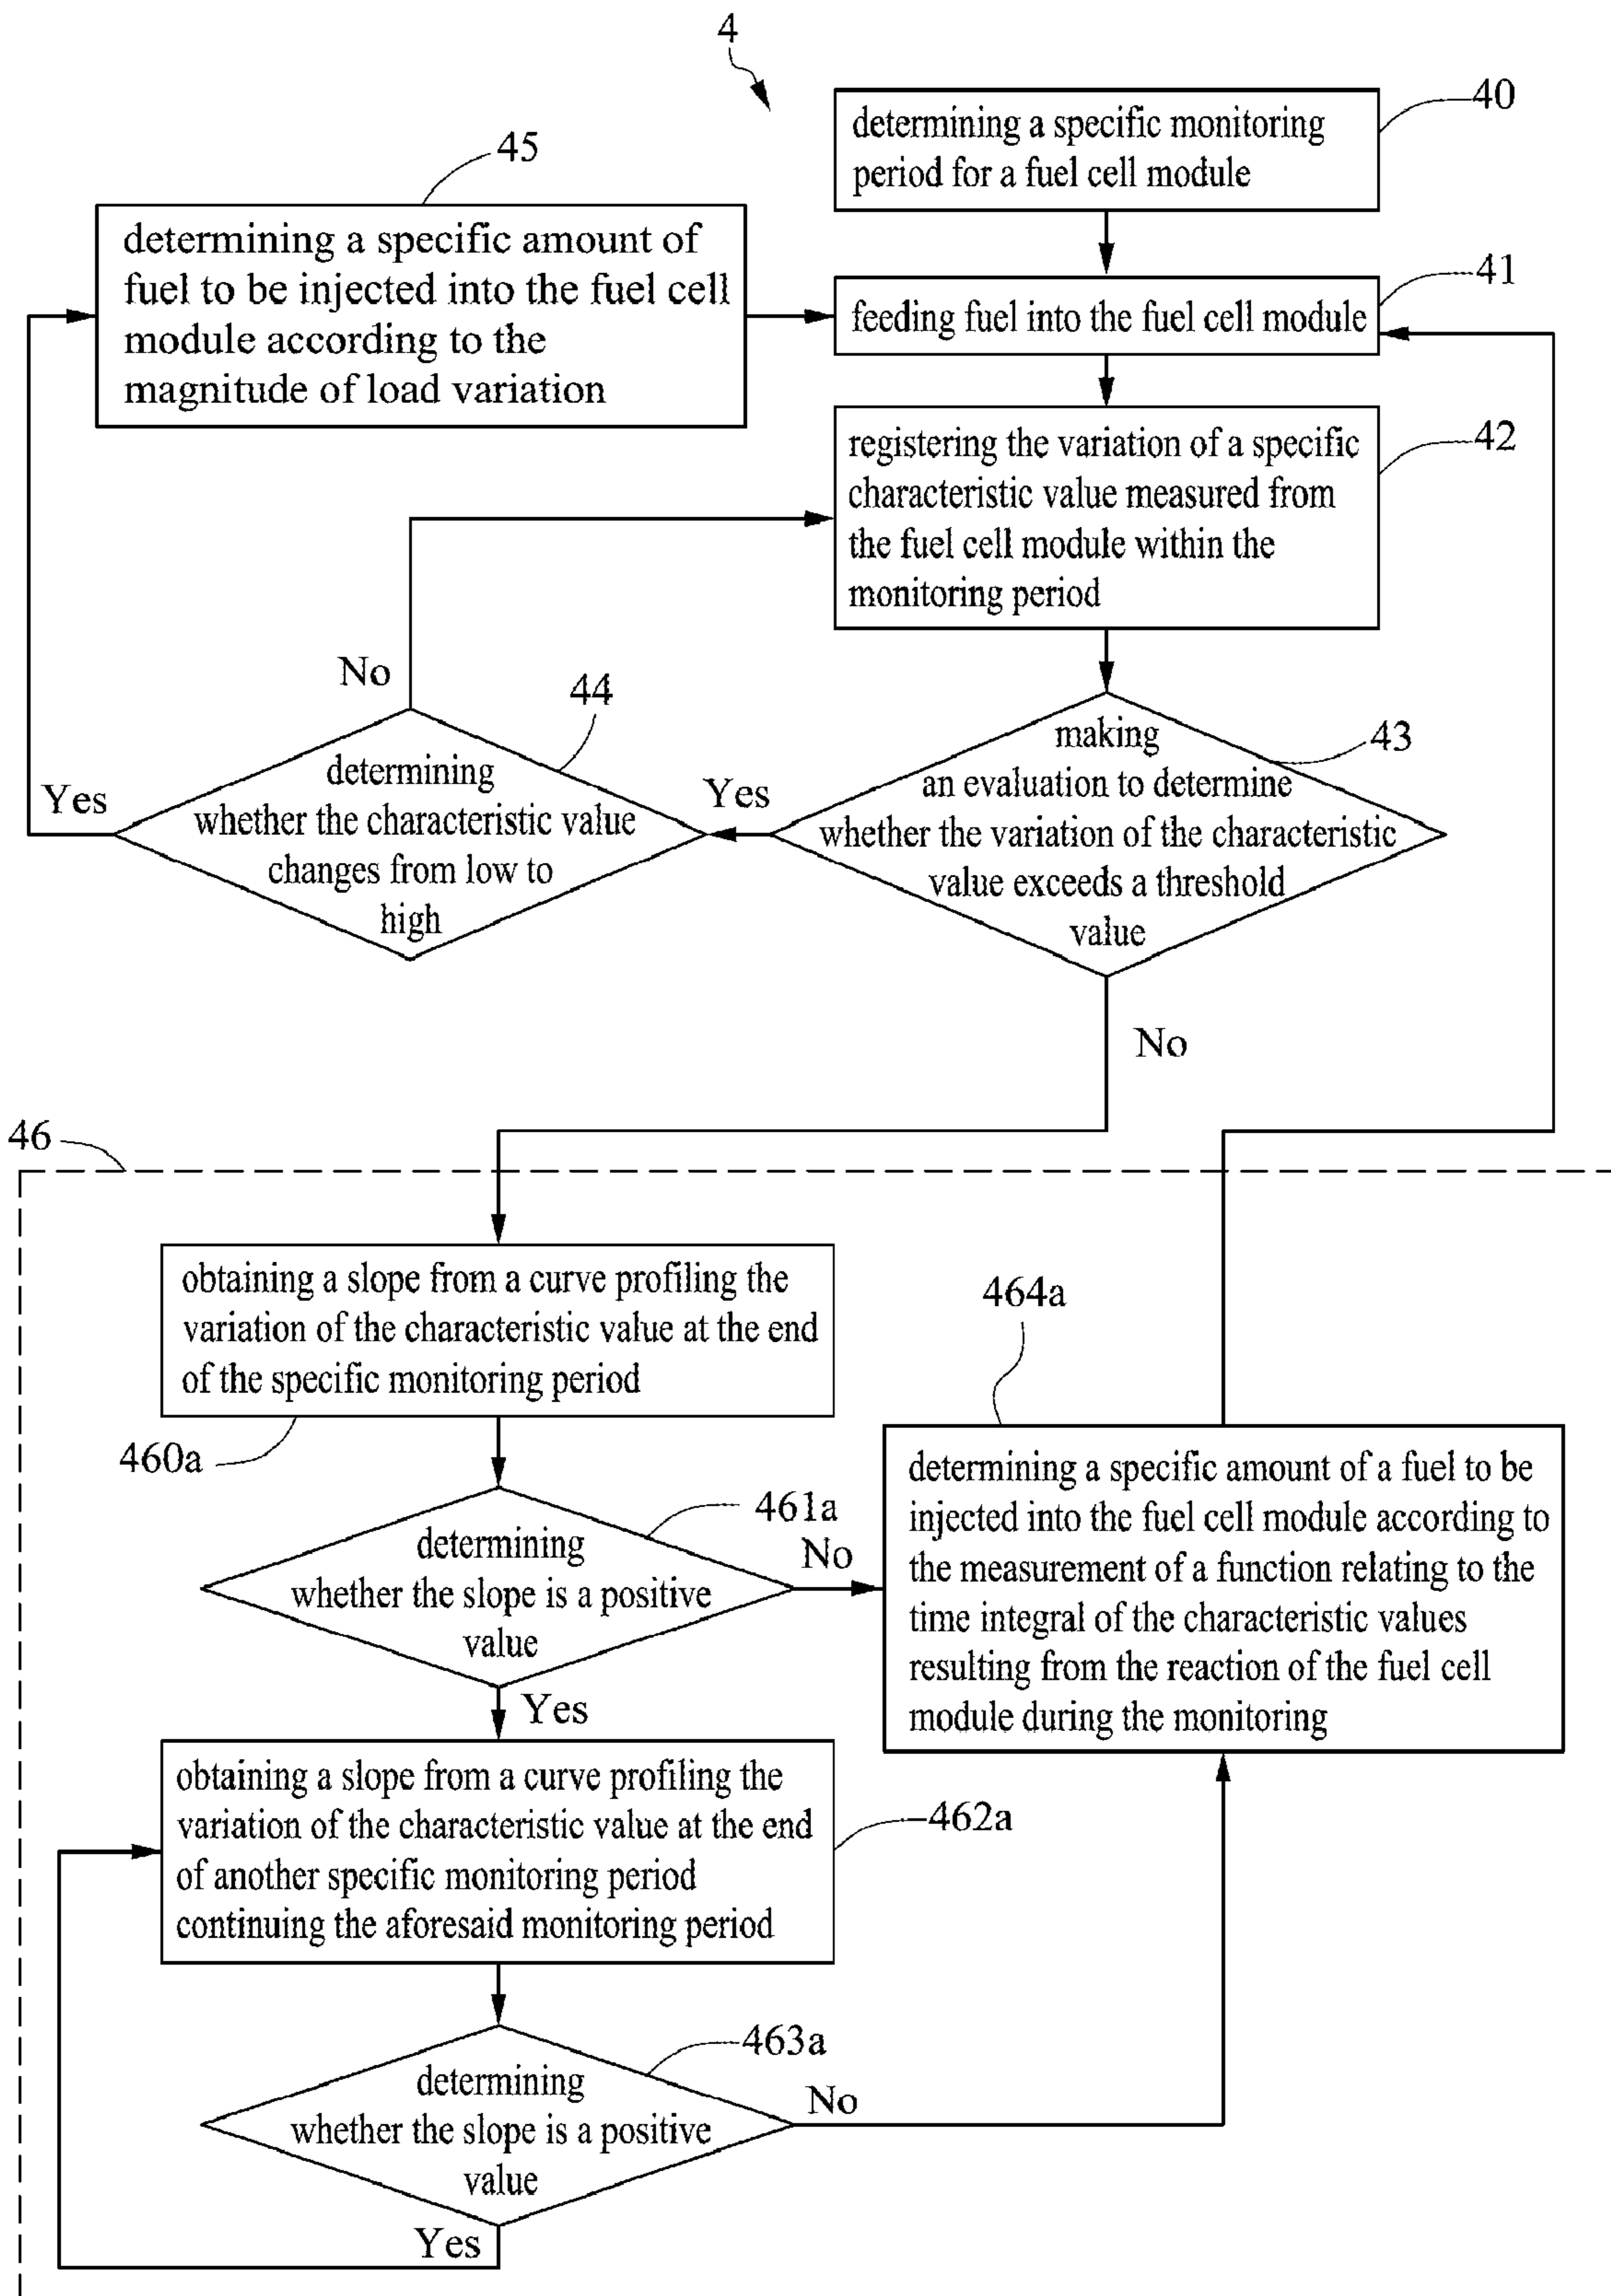 4
40
determining a specific monitoring
period for a fuel cell module
45
determining a specific amount of
fuel to be injected into the fuel cell
module according to the
magnitude of load variation
41
feeding fuel into the fuel cell module
42
registering the variation of a specific
characteristic value measured from
the fuel cell module within the
monitoring period
No
44
determining
whether the characteristic value
changes from low to
high
Yes
Yes
43
making
an evaluation to determine
whether the variation of the characteristic
value exceeds a threshold
value
No
46
obtaining a slope from a curve profiling the
variation of the characteristic value at the end
of the specific monitoring period
460a
464a
determining a specific amount of a fuel to be
injected into the fuel cell module according to
the measurement of a function relating to the
time integral of the characteristic values
resulting from the reaction of the fuel cell
module during the monitoring
461a
determining
whether the slope is a positive
value
No
Yes
obtaining a slope from a curve profiling the
variation of the characteristic value at the end
of another specific monitoring period
continuing the aforesaid monitoring period
462a
463a
determining
whether the slope is a positive
value
No
Yes